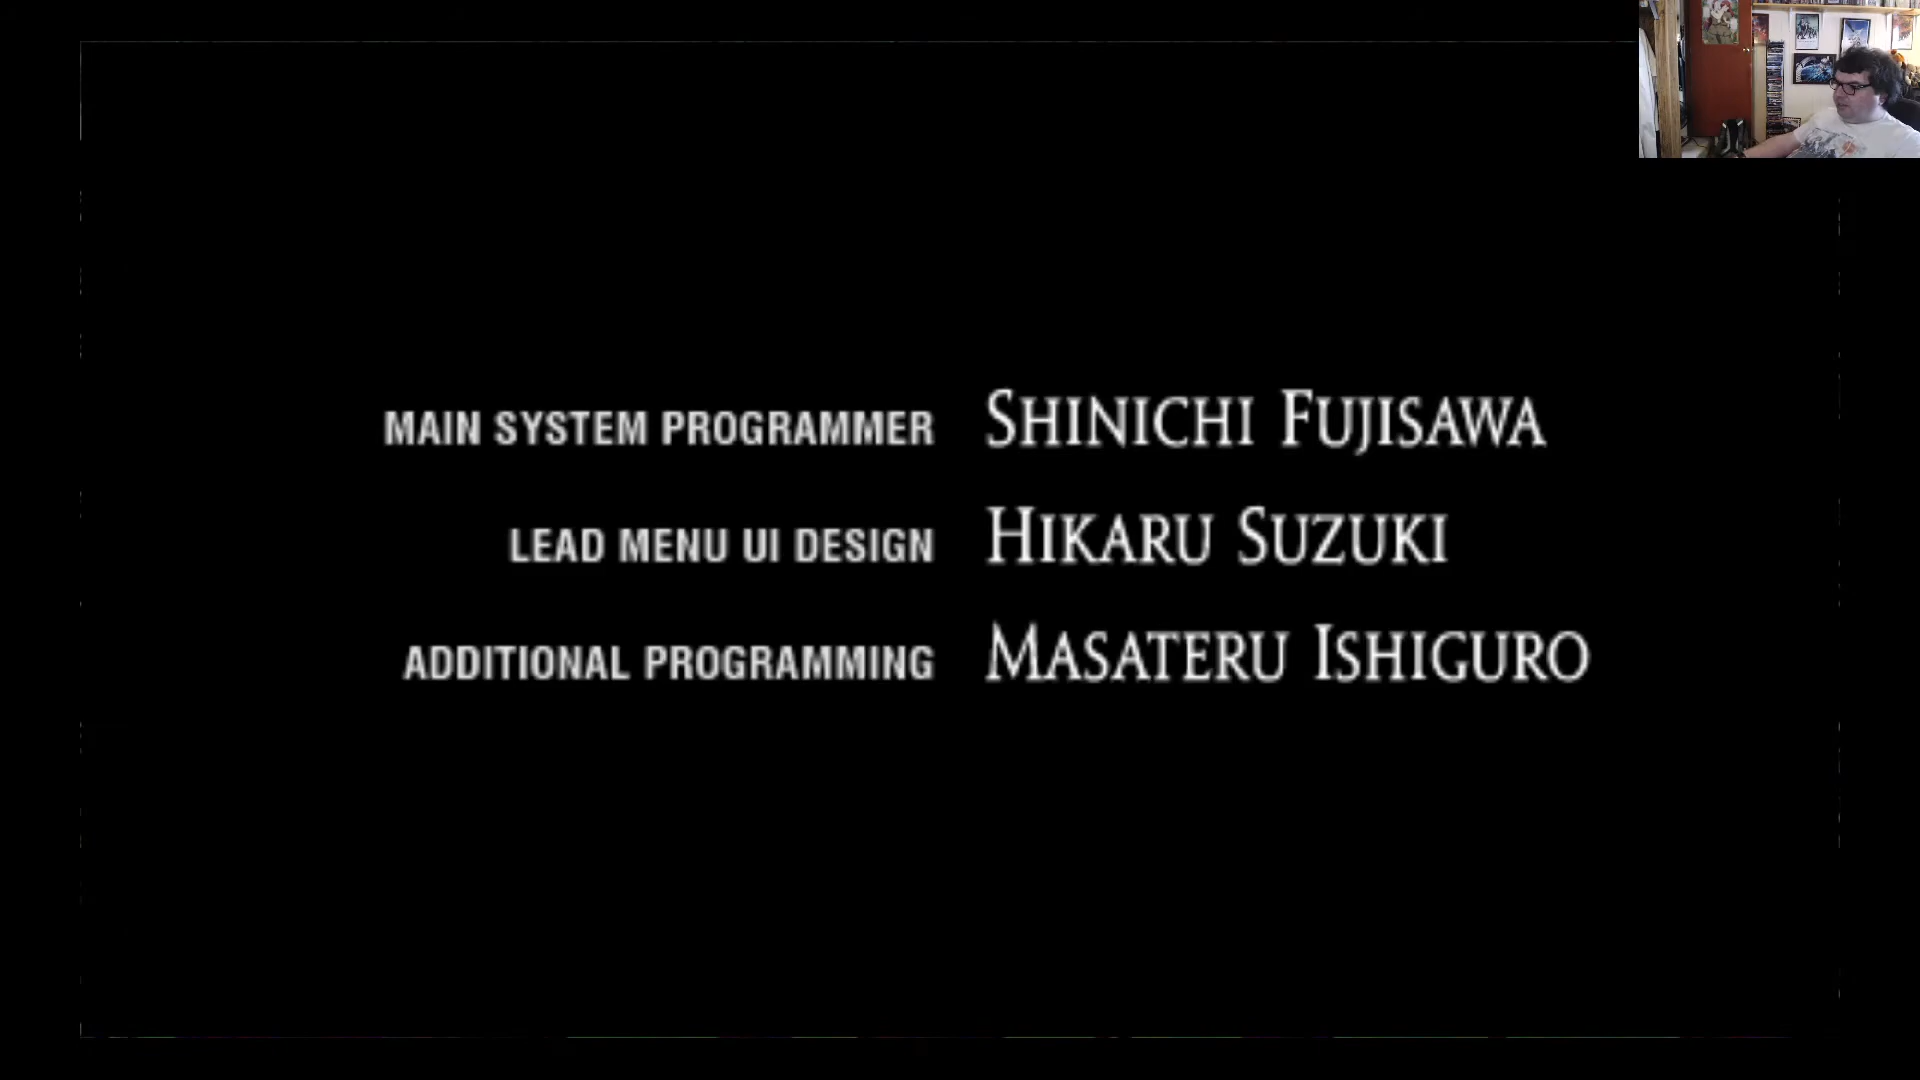 MAIN SYSTEM PROGRAMMER SHINICHI FUJISAWA
LEAD MENU UI DESIGN HIKARU SUZUKI
ADDITIONAL PROGRAMMING MASATERU ISHIGURO